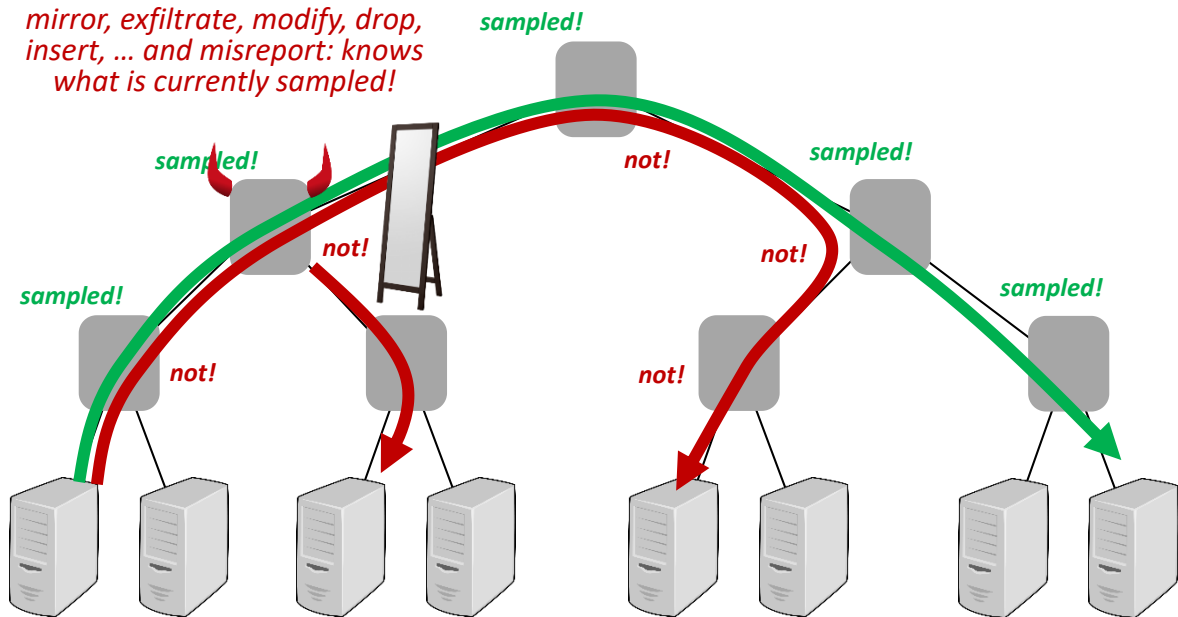 mirror, exfiltrate, modify, drop,
insert, … and misreport: knows
what is currently sampled!
sampled!
sampled!
not!
sampled!
not!
not!
sampled!
sampled!
not!
not!